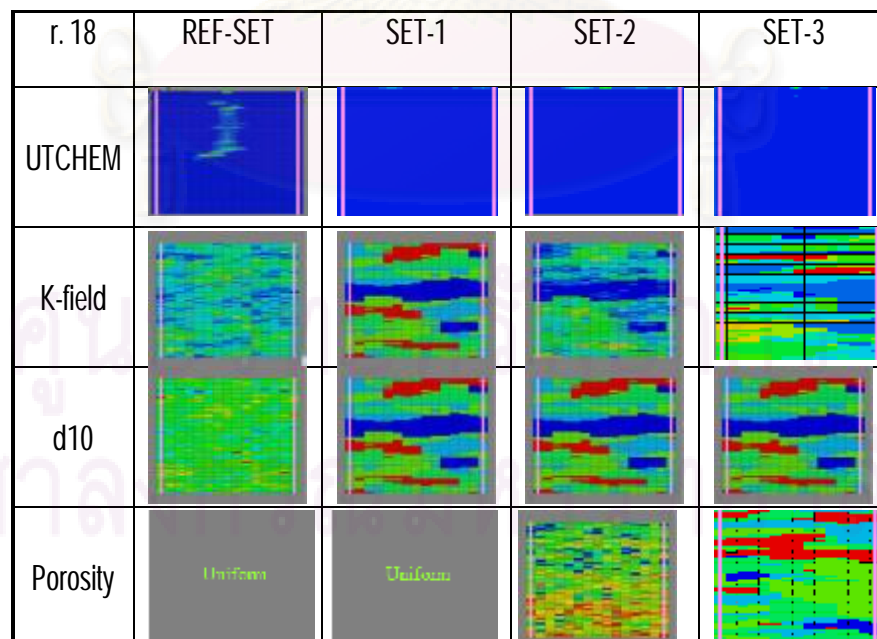 r. 18 REF-SET SET-1 SET-2 SET-3
UTCHEM
K-field
d10
Porosity Uniform Uniform